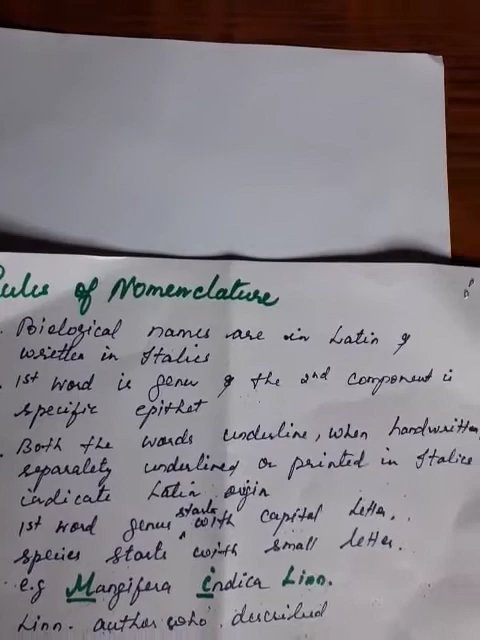 Rules of Nomenclature
. Biological names are in Latin &
written in Italics
. 1st word is genus & the 2nd component is
specific epithet
. Both the words underline, when handwritten
separately underlined or printed in Italics
indicate Latin origin
1st word genus starts with capital letter.
species starts with small letter.
e.g Mangifera indica Linn.
Linn. author who described